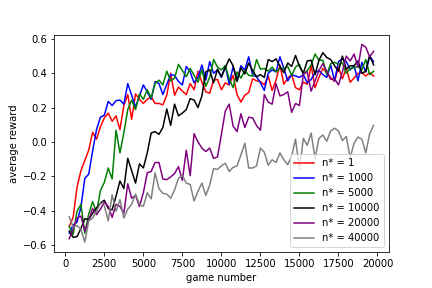 0.6
0.4
0.2
0.0
−0.2
−0.4
−0.6
average reward
0
2500
5000
7500
10000
12500
15000
17500
20000
game number
n* = 1
n* = 1000
n* = 5000
n* = 10000
n* = 20000
n* = 40000